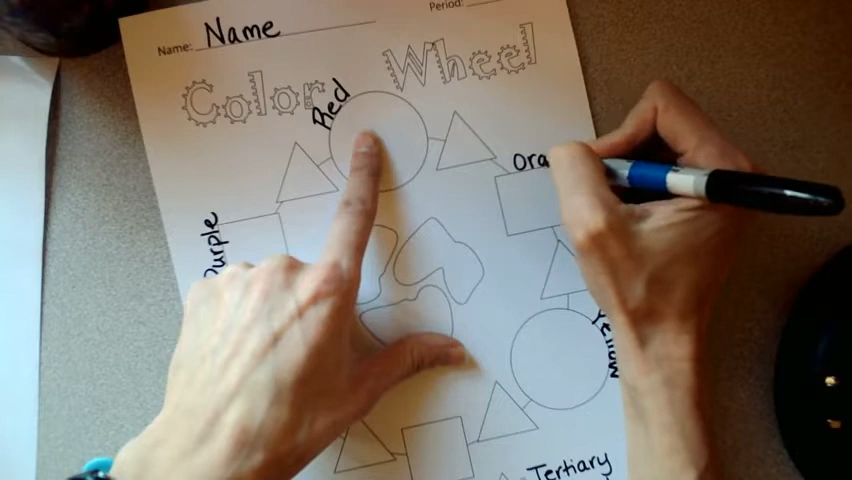 Name: Name
Period:
Color Wheel
Red
Ora
Purple
Yellow
Tertiary